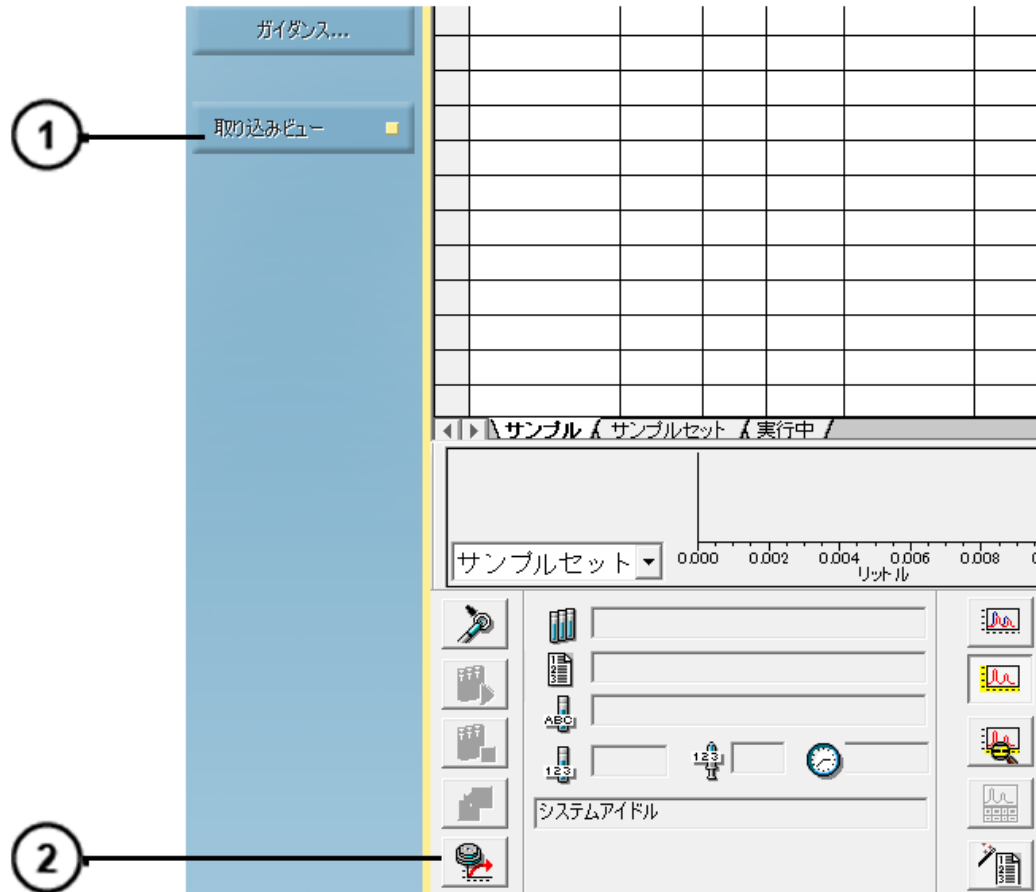 ガイダンス...
1
取り込みビュー
サンプル サンプルセット 実行中
サンプルセット
0.000 0.002 0.004 0.006 0.008
リットル
ABC
123 123
システムアイドル
2